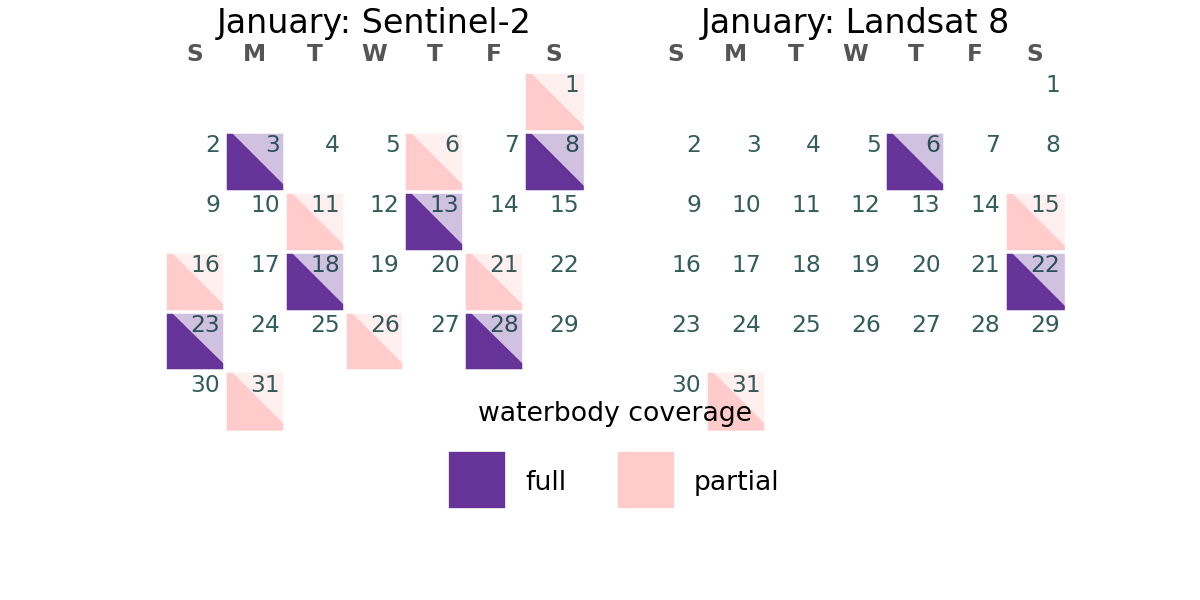 January: Sentinel-2
S M T W T F S
1
2 3 4 5 6 7 8
9 10 11 12 13 14 15
16 17 18 19 20 21 22
23 24 25 26 27 28 29
30 31
January: Landsat 8
S M T W T F S
1
2 3 4 5 6 7 8
9 10 11 12 13 14 15
16 17 18 19 20 21 22
23 24 25 26 27 28 29
30 31
waterbody coverage
full partial